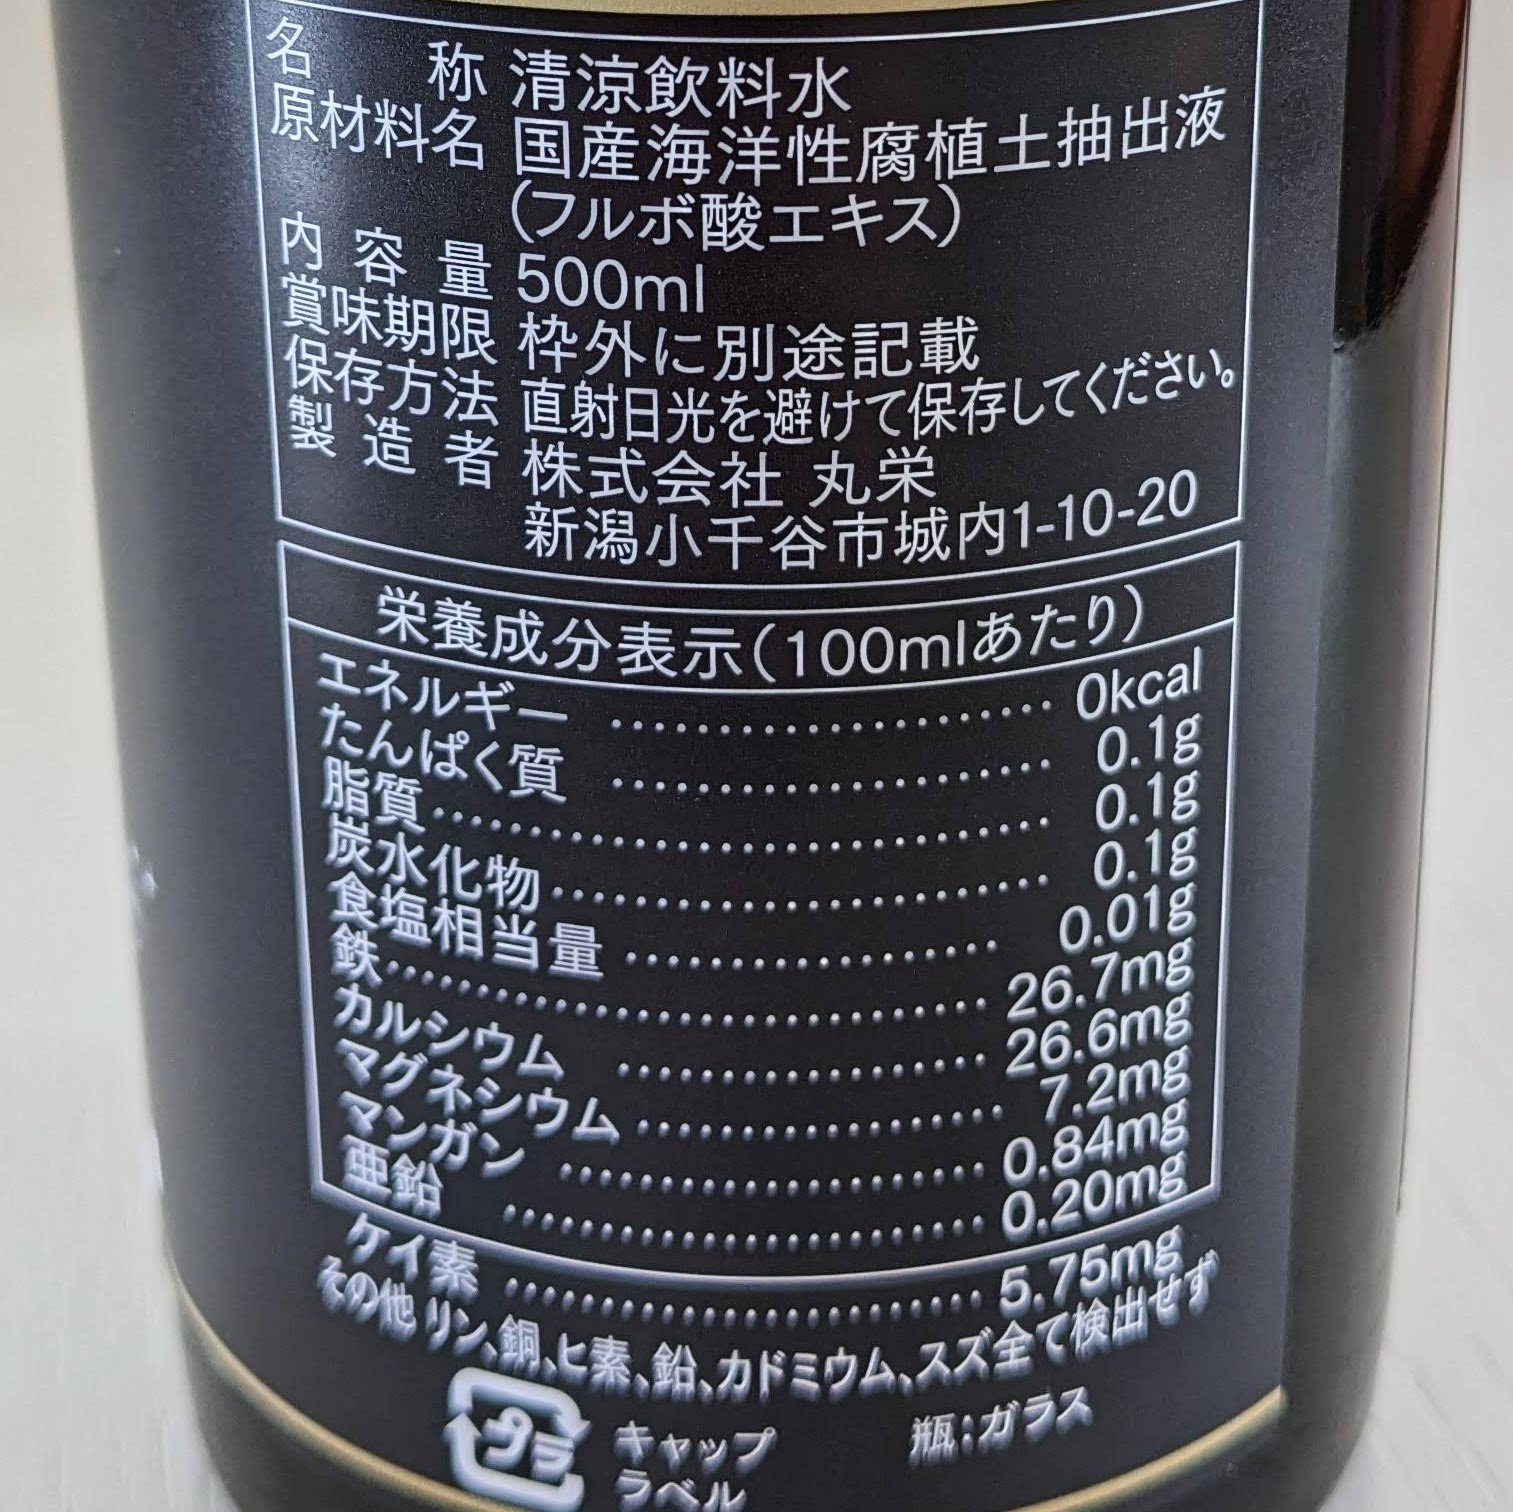 名称 清涼飲料水
原材料名 国産海洋性腐植土抽出液
(フルボ酸エキス)
内容量 500ml
賞味期限 枠外に別途記載
保存方法 直射日光を避けて保存してください。
製造者 株式会社 丸栄
新潟小千谷市城内1-10-20
栄養成分表示(100mlあたり)
エネルギー 0kcal
たんぱく質 0.1g
脂質 0.1g
炭水化物 0.1g
食塩相当量 0.01g
鉄 26.7mg
カルシウム 26.6mg
マグネシウム 7.2mg
マンガン 0.84mg
亜鉛 0.20mg
ケイ素 5.75mg
その他 リン、銅、ヒ素、鉛、カドミウム、スズ全て検出せず
プラ キャップ 瓶:ガラス
ラベル